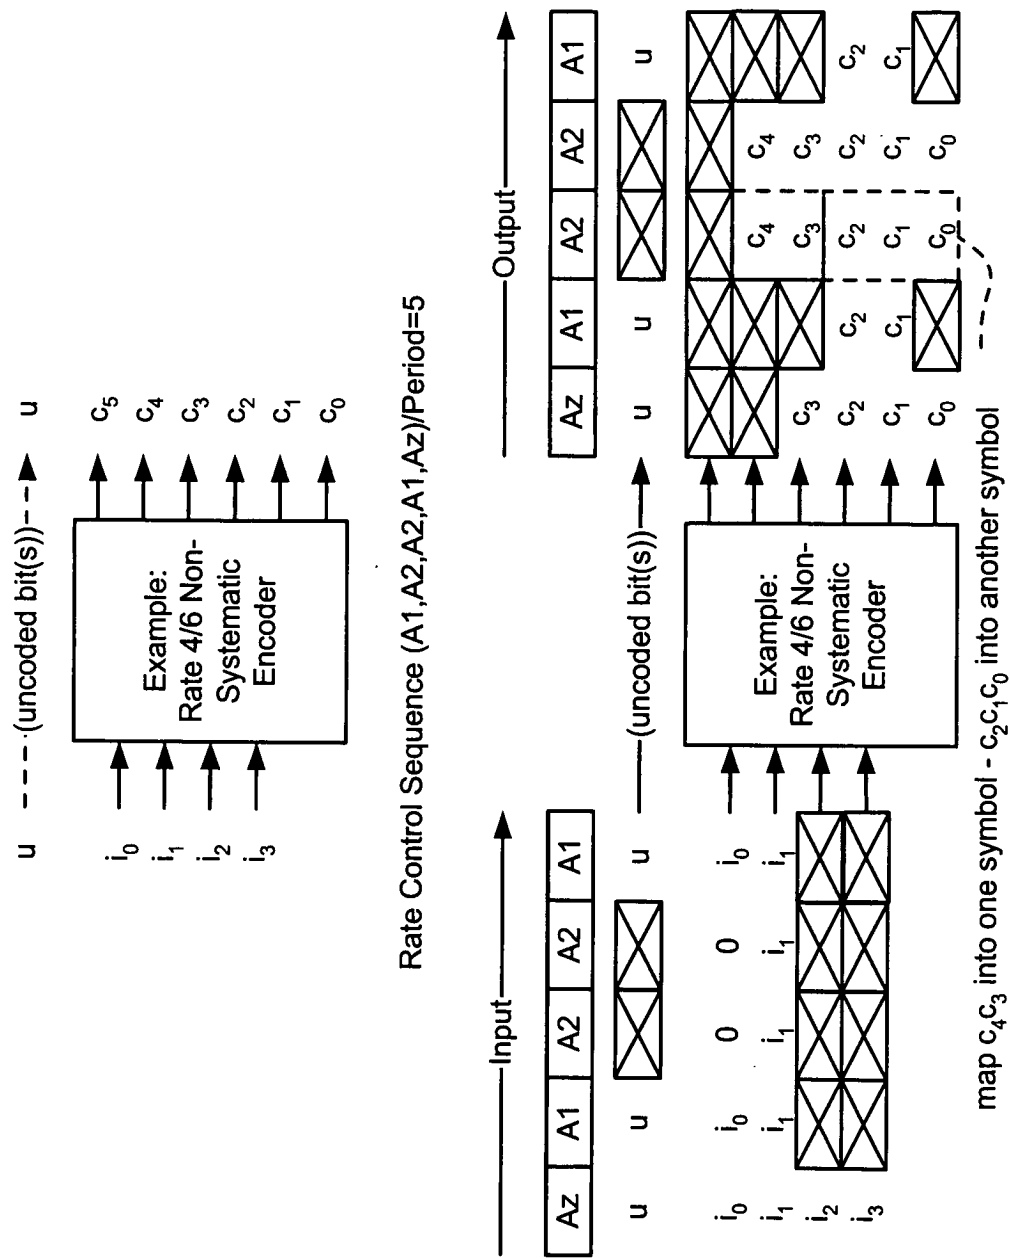 u (uncoded bit(s)) u
i₀
i₁
i₂
i₃
Example:
Rate 4/6 Non-
Systematic
Encoder
c₅
c₄
c₃
c₂
c₁
c₀
Rate Control Sequence (A1,A2,A2,A1,Az)/Period=5
Input
Az A1 A2 A2 A1
u u u
i₀ i₀ 0 0 i₀
i₁ i₁ i₁ i₁ i₁
i₂
i₃
(uncoded bit(s))
Example:
Rate 4/6 Non-
Systematic
Encoder
Output
Az A1 A2 A2 A1
u u u
c₄ c₄
c₃ c₃ c₃
c₂ c₂ c₂ c₂ c₂
c₁ c₁ c₁ c₁ c₁
c₀ c₀ c₀
map c₄c₃ into one symbol - c₂c₁c₀ into another symbol